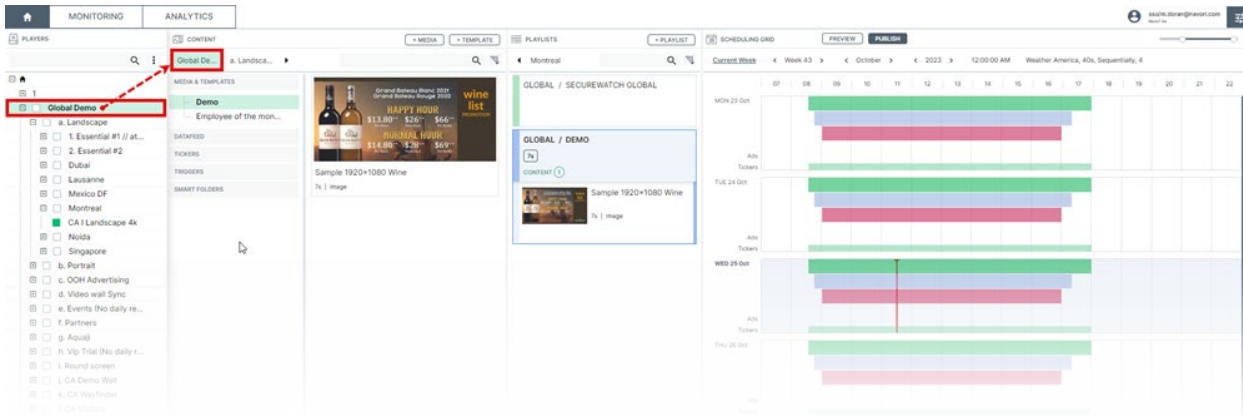 MONITORING
ANALYTICS
sso/m.doran@navori.com
PLAYERS
CONTENT
+ MEDIA
+ TEMPLATE
PLAYLISTS
+ PLAYLIST
SCHEDULING GRID
PREVIEW
PUBLISH
Global De...
a. Landsca...
Montreal
Current Week
Week 43
October
2023
12:00:00 AM
Weather America, 40s, Sequentially, 4
1
Global Demo
a. Landscape
1. Essential #1 // at...
2. Essential #2
Dubai
Lausanne
Mexico DF
Montreal
CA I Landscape 4k
Noida
Singapore
b. Portrait
c. OOH Advertising
d. Video wall Sync
e. Events (No daily re...
f. Partners
g. Aquaji
h. Vip Trial (No daily r...
i. Round screen
j. CA Demo Wall
k. CA Wayfinder
MEDIA & TEMPLATES
Demo
Employee of the mon...
DATAFEED
TICKERS
TRIGGERS
SMART FOLDERS
Grand Bateau Blanc 2021
Grand Bateau Rouge 2020
HAPPY HOUR
$13.80 $26 $66
NORMAL HOUR
$14.80 $28 $69
wine
list
PROMOTION
Sample 1920x1080 Wine
7s | Image
GLOBAL / SECUREWATCH GLOBAL
GLOBAL / DEMO
7s
CONTENT 1
Sample 1920x1080 Wine
7s | Image
07 08 09 10 11 12 13 14 15 16 17 18 19 20 21 22
MON 23 Oct
Ads
Tickers
TUE 24 Oct
Ads
Tickers
WED 25 Oct
Ads
Tickers
THU 26 Oct
Ads